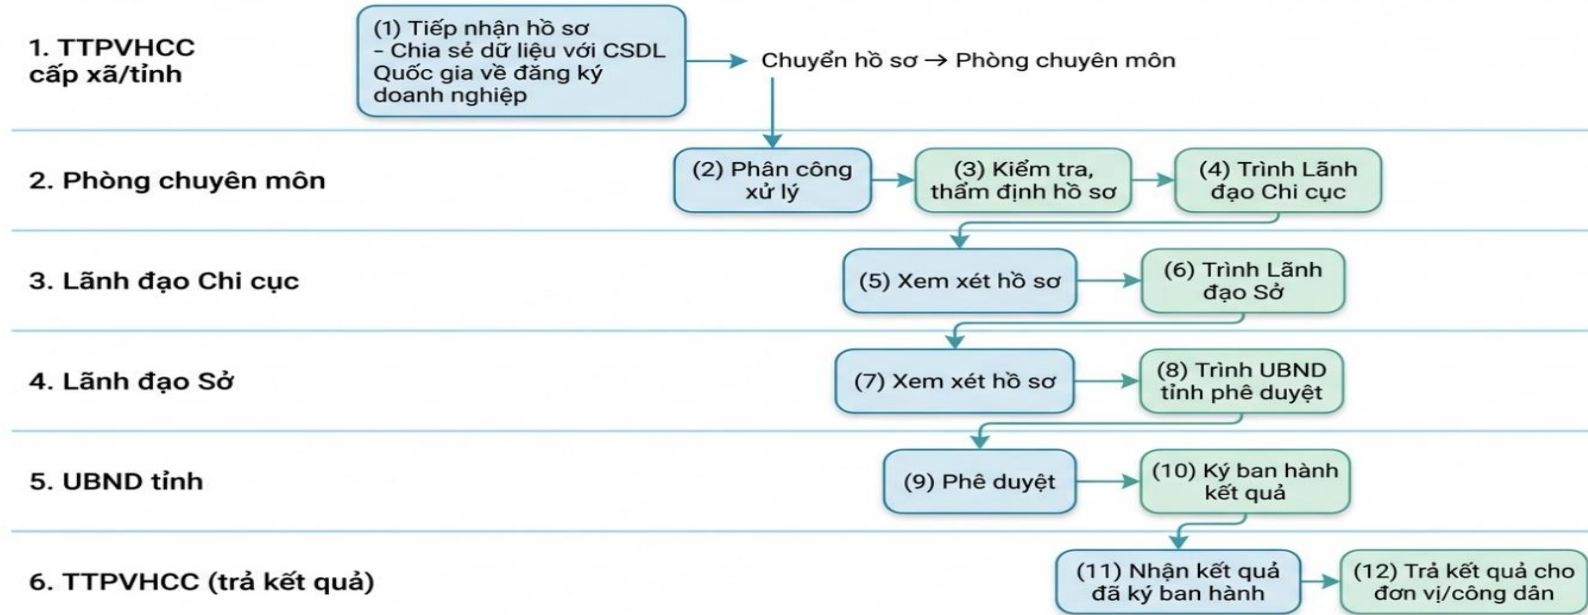 1. TTPVHCC
cấp xã/tỉnh
(1) Tiếp nhận hồ sơ
- Chia sẻ dữ liệu với CSDL
Quốc gia về đăng ký
doanh nghiệp
Chuyển hồ sơ → Phòng chuyên môn
2. Phòng chuyên môn
(2) Phân công
xử lý
(3) Kiểm tra,
thẩm định hồ sơ
(4) Trình Lãnh
đạo Chi cục
3. Lãnh đạo Chi cục
(5) Xem xét hồ sơ
(6) Trình Lãnh
đạo Sở
4. Lãnh đạo Sở
(7) Xem xét hồ sơ
(8) Trình UBND
tỉnh phê duyệt
5. UBND tỉnh
(9) Phê duyệt
(10) Ký ban hành
kết quả
6. TTPVHCC (trả kết quả)
(11) Nhận kết quả
đã ký ban hành
(12) Trả kết quả cho
đơn vị/công dân